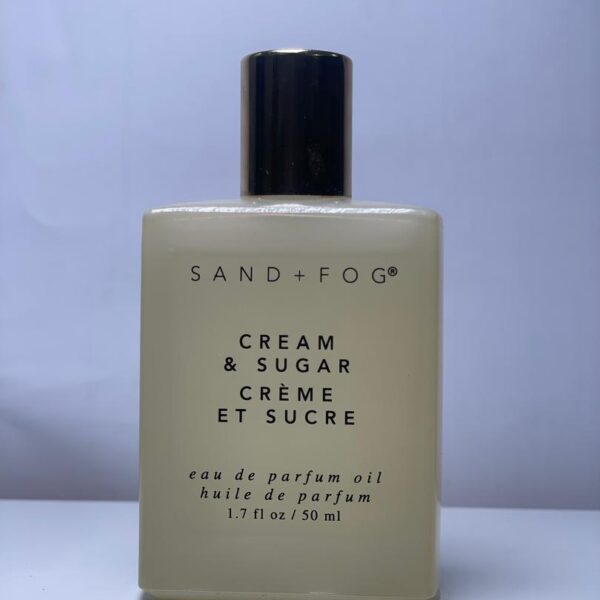 SAND + FOG®
CREAM
& SUGAR
CRÈME
ET SUCRE
eau de parfum oil
huile de parfum
1.7 fl oz / 50 ml